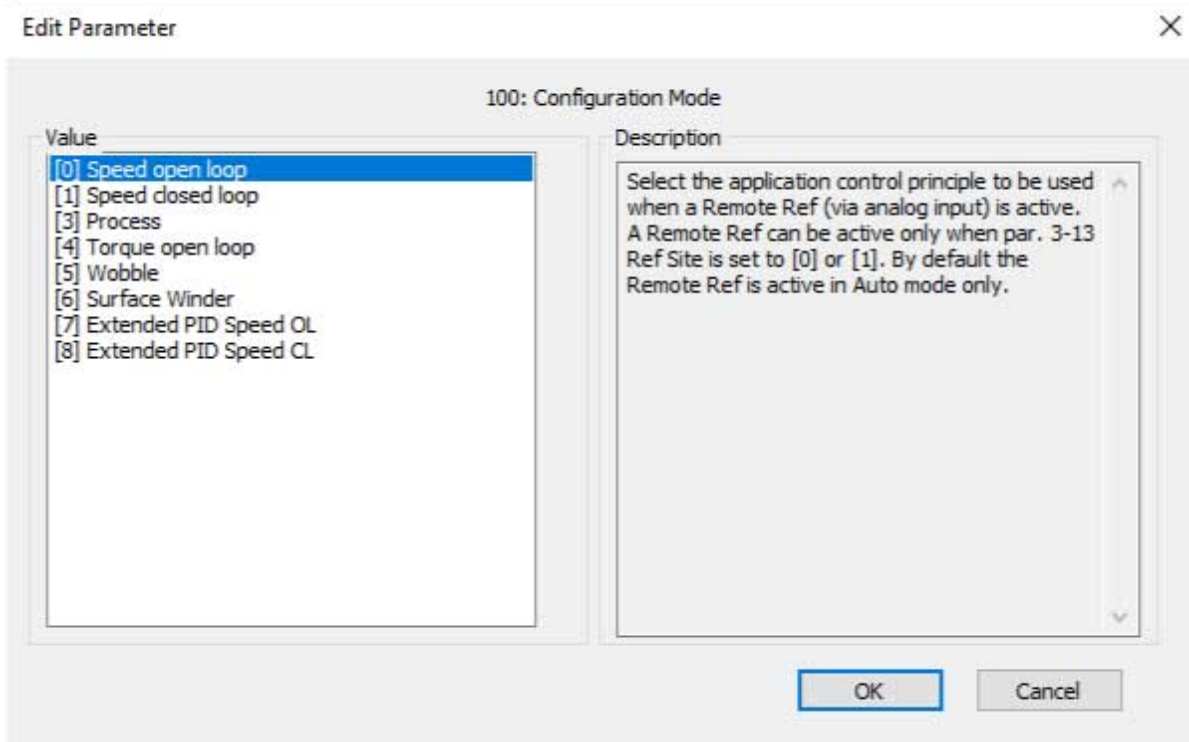 Edit Parameter
100: Configuration Mode
Value
[0] Speed open loop
[1] Speed closed loop
[3] Process
[4] Torque open loop
[5] Wobble
[6] Surface Winder
[7] Extended PID Speed OL
[8] Extended PID Speed CL
Description
Select the application control principle to be used
when a Remote Ref (via analog input) is active.
A Remote Ref can be active only when par. 3-13
Ref Site is set to [0] or [1]. By default the
Remote Ref is active in Auto mode only.
OK
Cancel